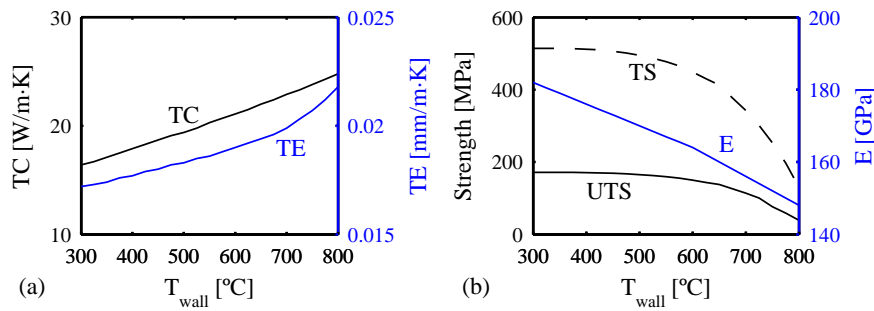 30
20
10
TC [W/m·K]
TC
TE
0.025
0.02
0.015
TE [mm/m·K]
300 400 500 600 700 800
T_wall [ºC]
(a)
600
400
200
0
Strength [MPa]
TS
E
UTS
200
180
160
140
E [GPa]
300 400 500 600 700 800
T_wall [ºC]
(b)